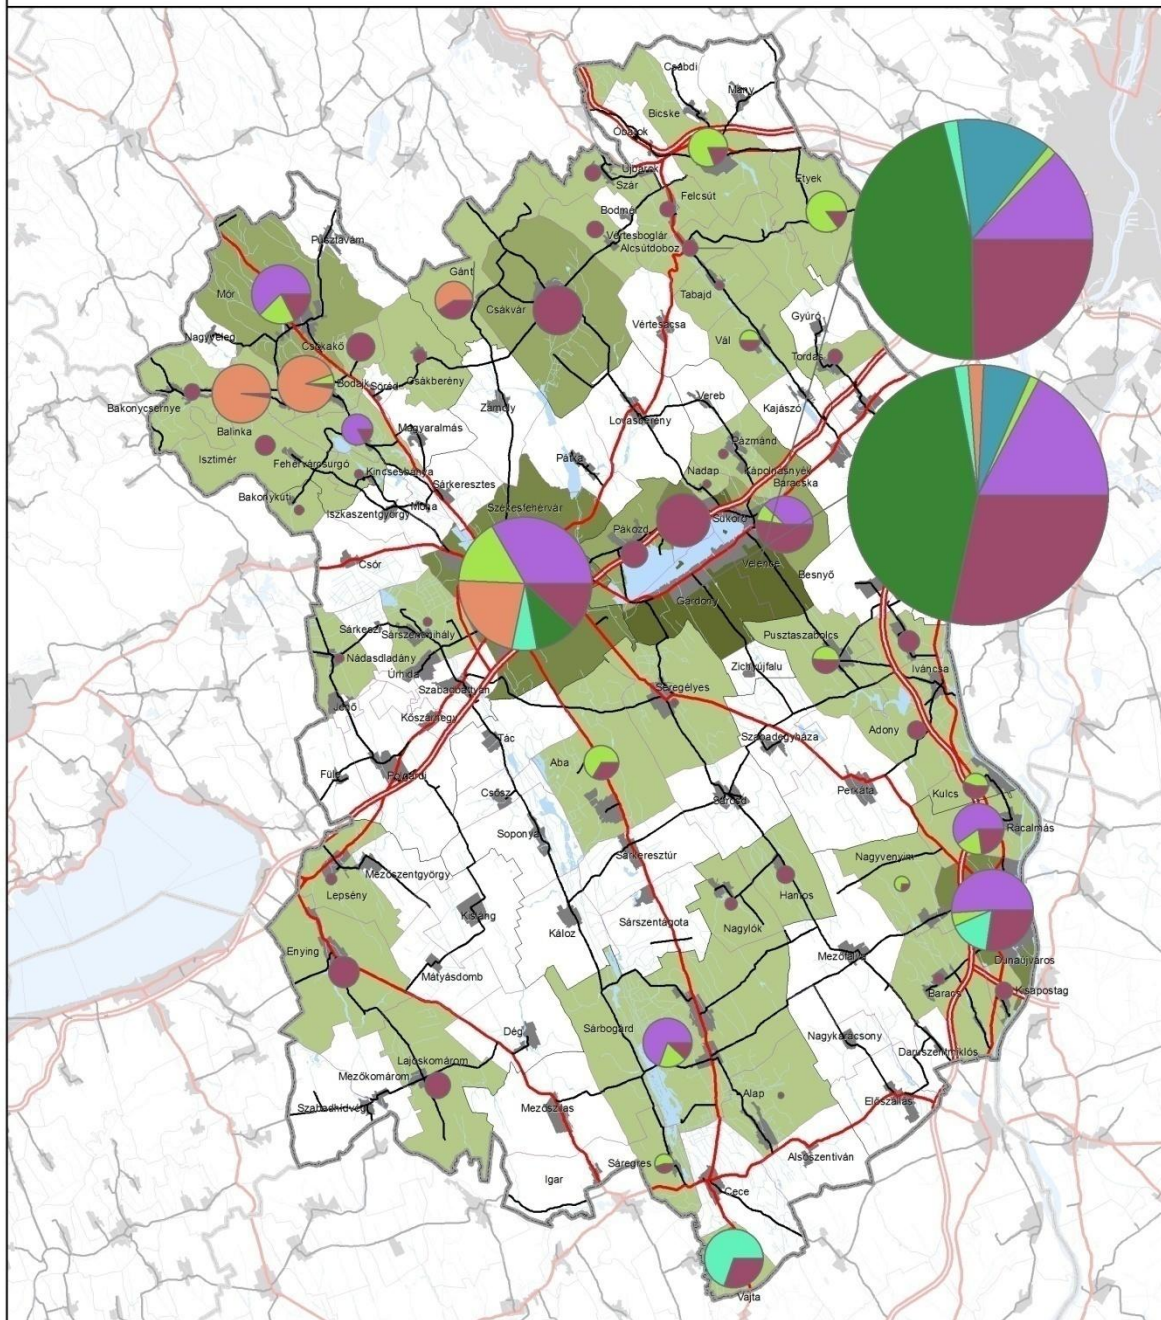 Csabdi
Mány
Bicske
Óbarok
Újbarok
Etyek
Szár
Felcsút
Bodmér
Vértesboglár
Alcsútdoboz
Pusztavám
Gánt
Tabajd
Mór
Csákvár
Gyúró
Vértesacsa
Vál
Nagyveleg
Csókakő
Tordas
Csákberény
Bodajk
Söréd
Bakonycsernye
Zámoly
Vereb
Kajászó
Lovasberény
Balinka
Magyaralmás
Pázmánd
Isztimér
Fehérvárcsurgó
Pátka
Kincsesbánya
Nadap
Kápolnásnyék
Baracska
Sárkeresztes
Bakonykúti
Moha
Iszkaszentgyörgy
Székesfehérvár
Sukoró
Pákozd
Csór
Velence
Besnyő
Gárdony
Sárkeszi
Sárszentmihály
Pusztaszabolcs
Nádasdladány
Iváncsa
Úrhida
Zichyújfalu
Szabadbattyán
Seregélyes
Jenő
Kőszárhegy
Adony
Tác
Szabadegyháza
Aba
Füle
Polgárdi
Csősz
Perkáta
Kulcs
Sárosd
Soponya
Rácalmás
Sárkeresztúr
Nagyvenyim
Mezőszentgyörgy
Lepsény
Hantos
Kisláng
Sárszentágota
Nagylók
Káloz
Enying
Mezőfalva
Dunaújváros
Mátyásdomb
Baracs
Kisapostag
Sárbogárd
Dég
Nagykarácsony
Daruszentmiklós
Lajoskomárom
Mezőkomárom
Alap
Szabadhídvég
Mezőszilas
Előszállás
Alsószentiván
Sáregres
Igar
Cece
Vajta